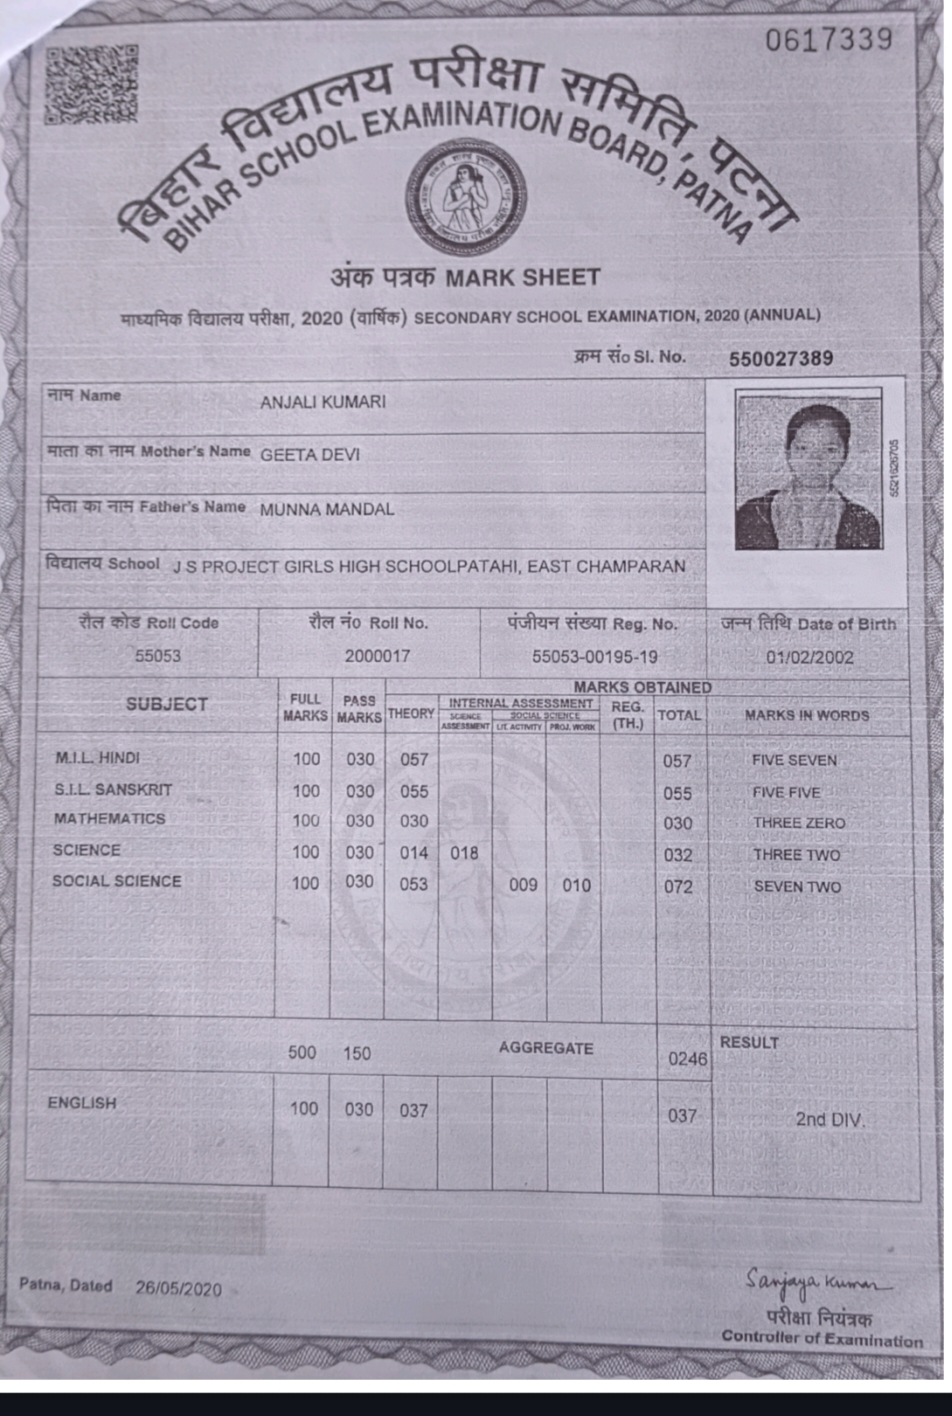 0617339
बिहार विद्यालय परीक्षा समिति, पटना
BIHAR SCHOOL EXAMINATION BOARD, PATNA
अंक पत्रक MARK SHEET
माध्यमिक विद्यालय परीक्षा, 2020 (वार्षिक) SECONDARY SCHOOL EXAMINATION, 2020 (ANNUAL)
क्रम सं० Sl. No. 550027389
नाम Name ANJALI KUMARI
माता का नाम Mother's Name GEETA DEVI
पिता का नाम Father's Name MUNNA MANDAL
विद्यालय School J S PROJECT GIRLS HIGH SCHOOLPATAHI, EAST CHAMPARAN
5521626705
रौल कोड Roll Code रौल नं० Roll No. पंजीयन संख्या Reg. No. जन्म तिथि Date of Birth
55053 2000017 55053-00195-19 01/02/2002
SUBJECT FULL MARKS PASS MARKS MARKS OBTAINED
THEORY INTERNAL ASSESSMENT REG. (TH.) TOTAL MARKS IN WORDS
SCIENCE ASSESSMENT SOCIAL SCIENCE LIT. ACTIVITY PROJ. WORK
M.I.L. HINDI 100 030 057 057 FIVE SEVEN
S.I.L. SANSKRIT 100 030 055 055 FIVE FIVE
MATHEMATICS 100 030 030 030 THREE ZERO
SCIENCE 100 030 014 018 032 THREE TWO
SOCIAL SCIENCE 100 030 053 009 010 072 SEVEN TWO
500 150 AGGREGATE 0246 RESULT
ENGLISH 100 030 037 037 2nd DIV.
Patna, Dated 26/05/2020
Sanjaya Kumar
परीक्षा नियंत्रक
Controller of Examination